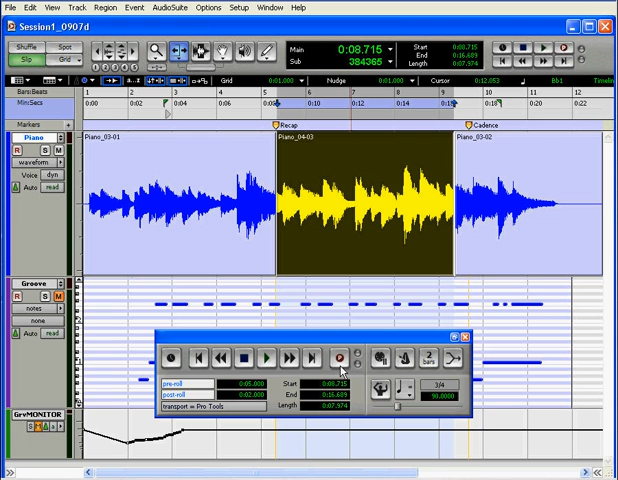 File Edit View Track Region Event AudioSuite Options Setup Window Help
Session1_0907d
Shuffle Spot
Slip Grid
Main 0:08.715
Sub 384365
Start 0:08.715
End 0:16.689
Length 0:07.974
Grid 0:01.000 Nudge 0:01.000 Cursor 0:12.053 Bb1 Timelin
Bars:Beats 1 2 3 4 5 6 7 8 9 10 11 12
Min:Secs 0:00 0:02 0:04 0:06 0:10 0:12 0:14 0:18 0:20 0:22
Markers + Recap Cadence
Piano
R S M
waveform
Voice dyn
Auto read
Piano_03-01 Piano_04-03 Piano_03-02
Groove
R S M
notes
none
Auto read
GrvMONITOR
S M a
pre-roll 0:05.000
post-roll 0:02.000
transport = Pro Tools
Start 0:08.715
End 0:16.689
Length 0:07.974
2
bars
3/4
90.0000